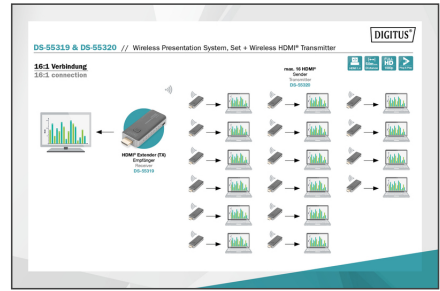 DIGITUS®
DS-55319 & DS-55320 // Wireless Presentation System, Set + Wireless HDMI® Transmitter
16:1 Verbindung
16:1 connection
max. 16 HDMI®
Sender
Transmitter
DS-55320
HDMI® Extender (TX)
Empfänger
Receiver
DS-55319